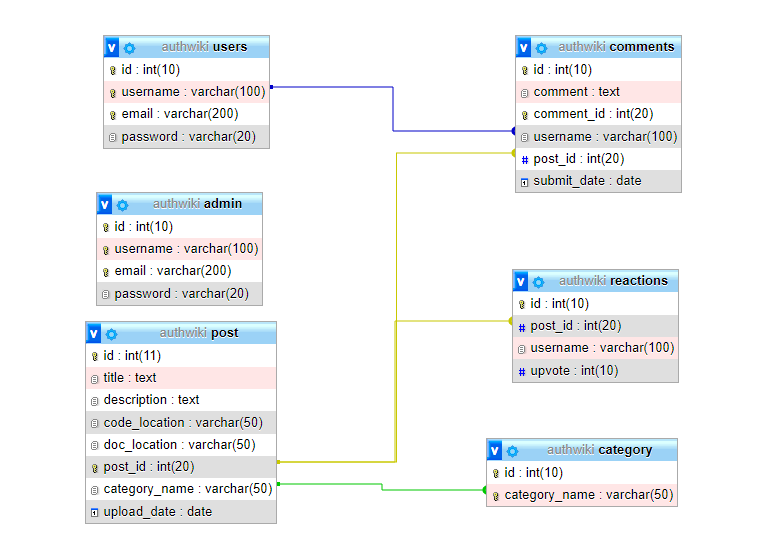 v authwiki users
id : int(10)
username : varchar(100)
email : varchar(200)
password : varchar(20)
v authwiki admin
id : int(10)
username : varchar(100)
email : varchar(200)
password : varchar(20)
v authwiki post
id : int(11)
title : text
description : text
code_location : varchar(50)
doc_location : varchar(50)
post_id : int(20)
category_name : varchar(50)
upload_date : date
v authwiki comments
id : int(10)
comment : text
comment_id : int(20)
username : varchar(100)
# post_id : int(20)
submit_date : date
v authwiki reactions
id : int(10)
# post_id : int(20)
username : varchar(100)
# upvote : int(10)
v authwiki category
id : int(10)
category_name : varchar(50)